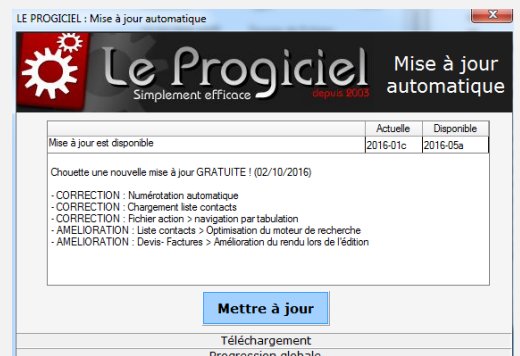 LE PROGICIEL : Mise à jour automatique
Le Progiciel
Simplement efficace
depuis 2003
Mise à jour
automatique
Actuelle Disponible
Mise à jour est disponible 2016-01c 2016-05a
Chouette une nouvelle mise à jour GRATUITE ! (02/10/2016)
- CORRECTION : Numérotation automatique
- CORRECTION : Chargement liste contacts
- CORRECTION : Fichier action > navigation par tabulation
- AMELIORATION : Liste contacts > Optimisation du moteur de recherche
- AMELIORATION : Devis- Factures > Amélioration du rendu lors de l'édition
Mettre à jour
Téléchargement
Progression globale